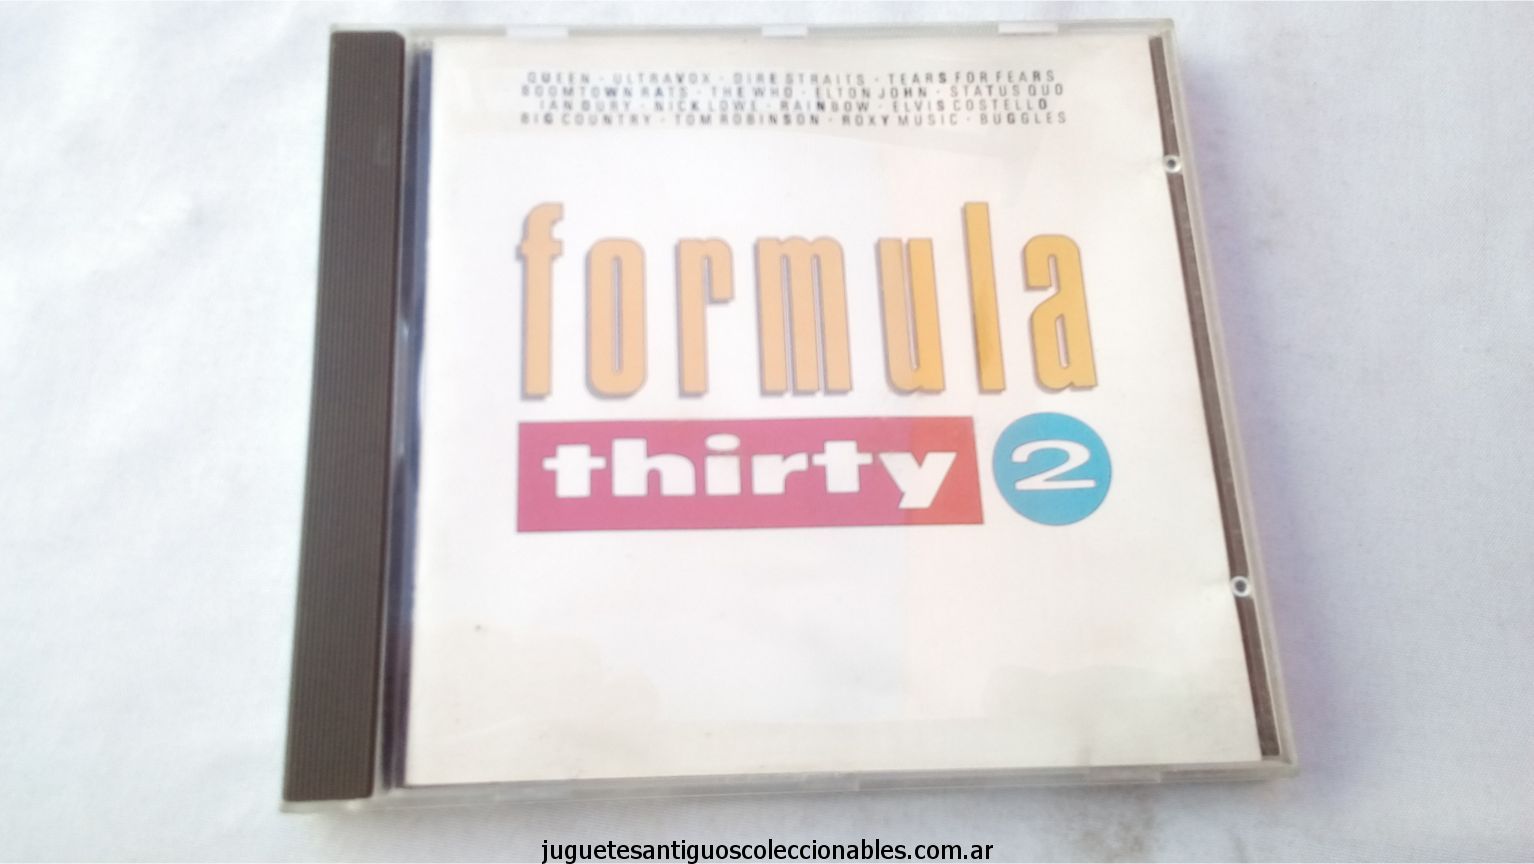 QUEEN · ULTRAVOX · DIRE STRAITS · TEARS FOR FEARS
BOOMTOWN RATS · THE WHO · ELTON JOHN · STATUS QUO
IAN DURY · NICK LOWE · RAINBOW · ELVIS COSTELLO
BIG COUNTRY · TOM ROBINSON · ROXY MUSIC · BUGGLES
formula
thirty 2
juguetesantiguoscoleccionables.com.ar